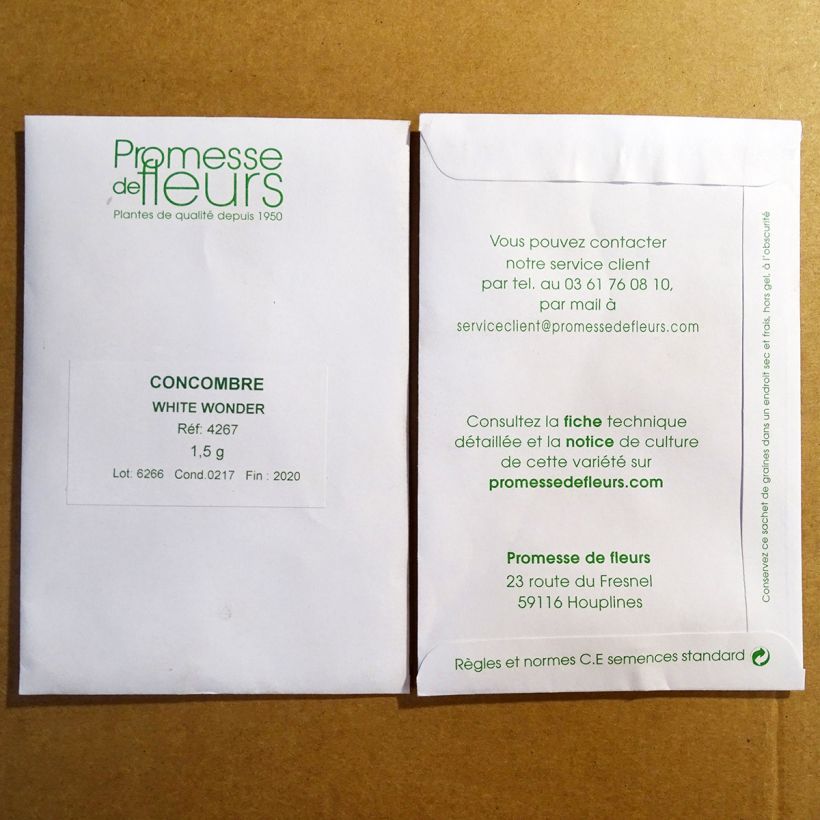 Promesse
de fleurs
Plantes de qualité depuis 1950
CONCOMBRE
WHITE WONDER
Réf: 4267
1,5 g
Lot: 6266 Cond.0217 Fin : 2020
Vous pouvez contacter
notre service client
par tel. au 03 61 76 08 10,
par mail à
serviceclient@promessedefleurs.com
Consultez la fiche technique
détaillée et la notice de culture
de cette variété sur
promessedefleurs.com
Promesse de fleurs
23 route du Fresnel
59116 Houplines
Règles et normes C.E semences standard
Conservez ce sachet de graines dans un endroit sec et frais, hors gel, à l'obscurité